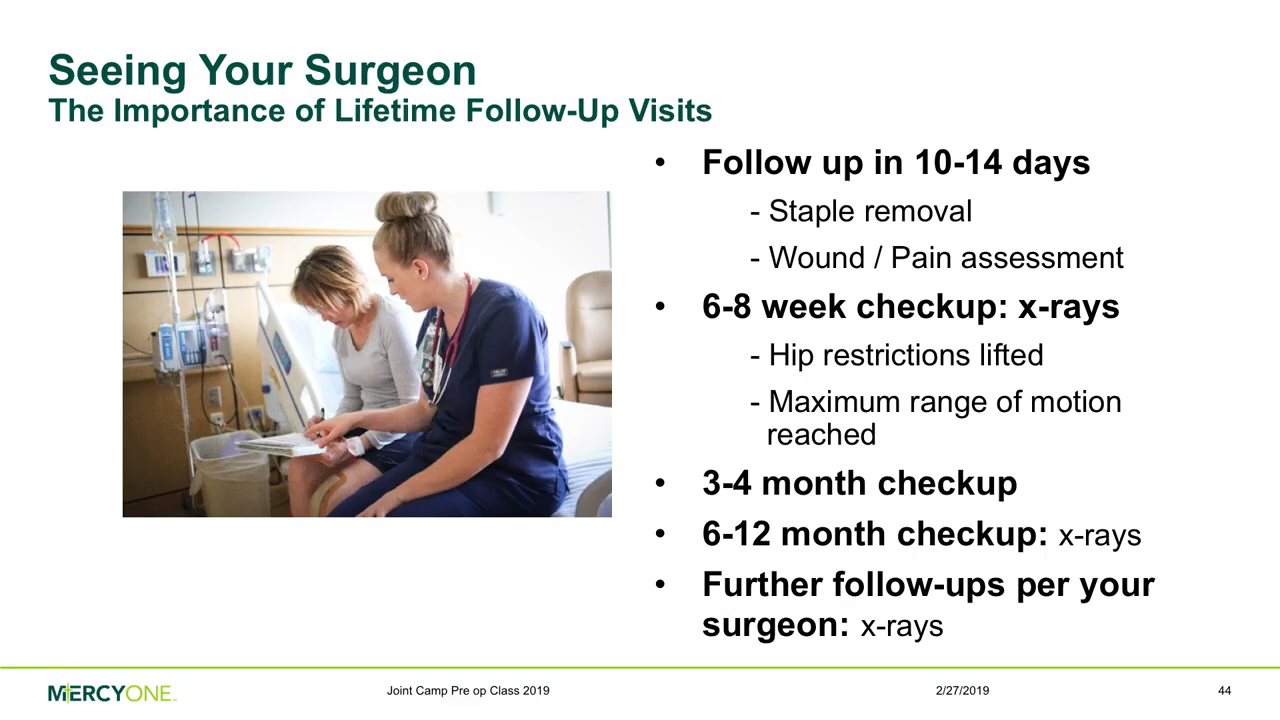 Seeing Your Surgeon
The Importance of Lifetime Follow-Up Visits
• Follow up in 10-14 days
- Staple removal
- Wound / Pain assessment
• 6-8 week checkup: x-rays
- Hip restrictions lifted
- Maximum range of motion
reached
• 3-4 month checkup
• 6-12 month checkup: x-rays
• Further follow-ups per your
surgeon: x-rays
MERCYONE
Joint Camp Pre op Class 2019
2/27/2019
44